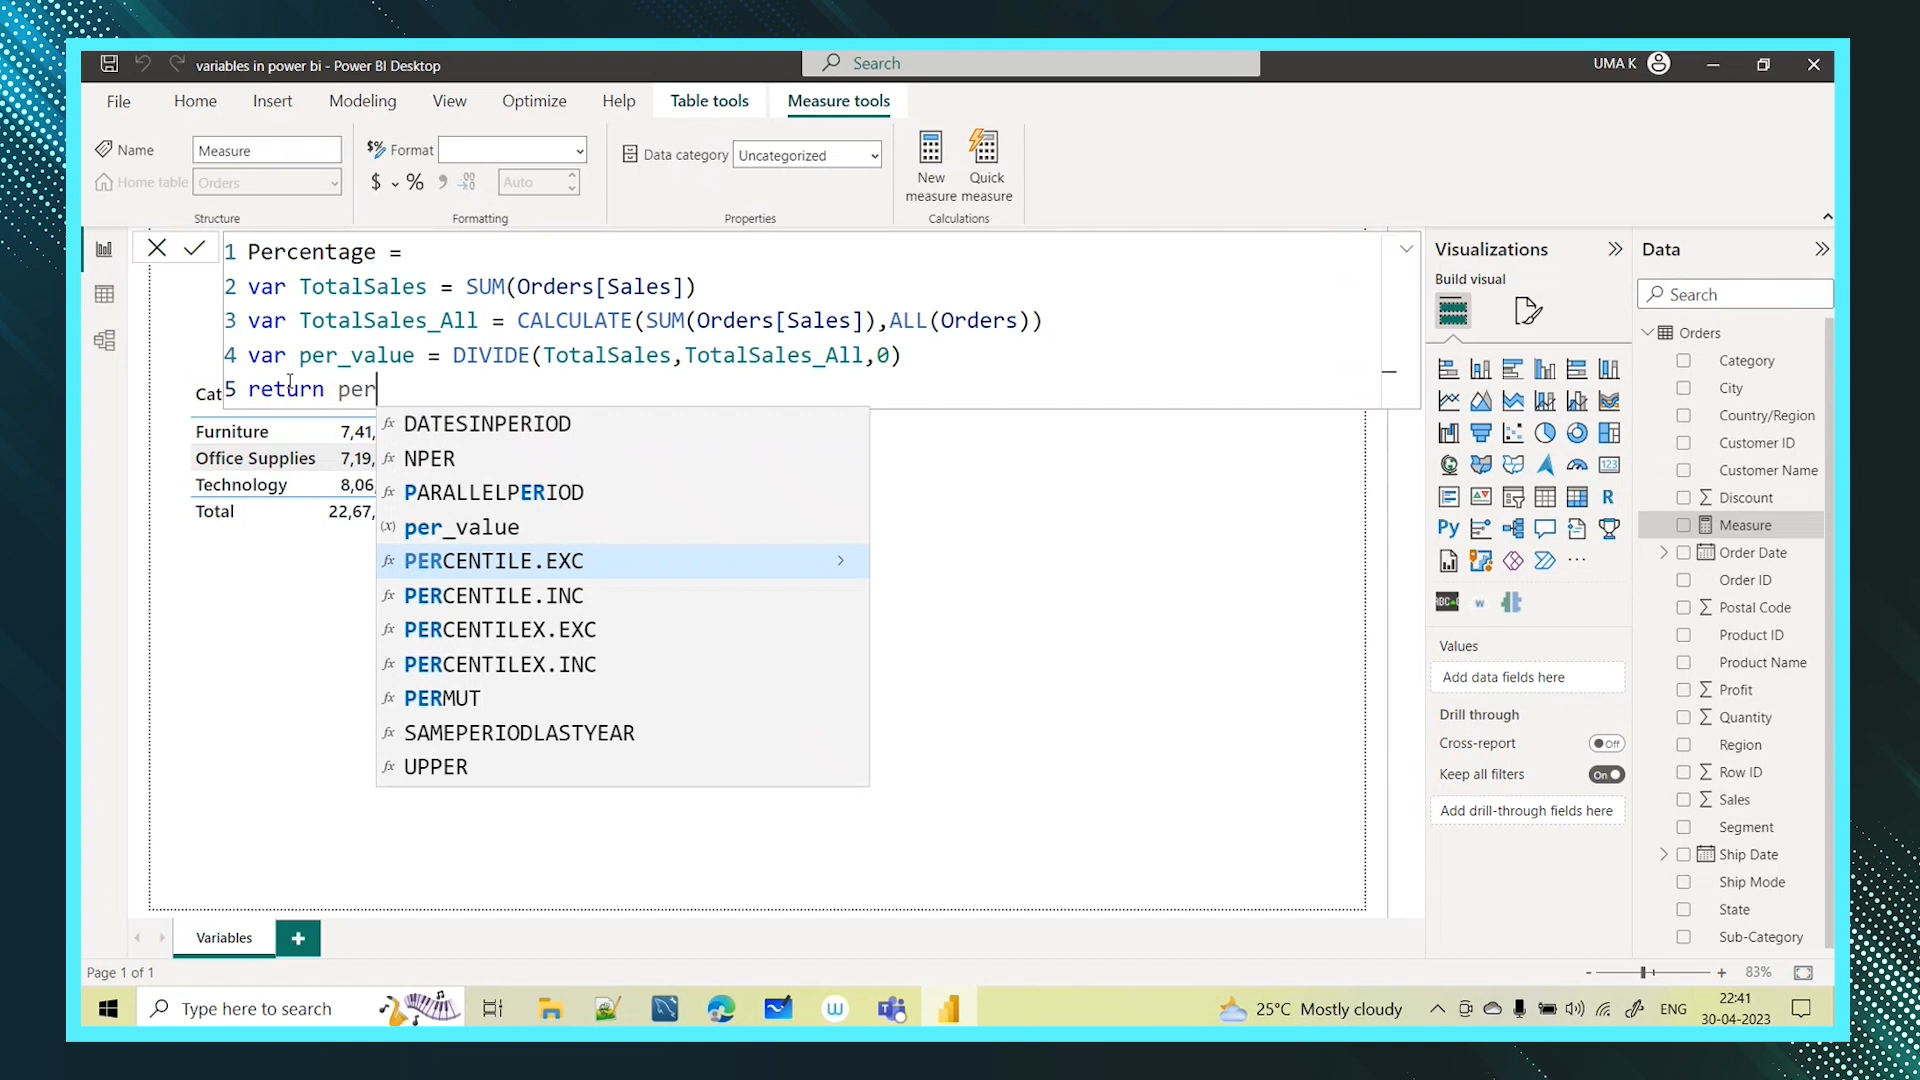 variables in power bi - Power BI Desktop
Search
UMA K
File Home Insert Modeling View Optimize Help Table tools Measure tools
Name Measure
Home table Orders
Structure
Format
$ % Auto
Formatting
Data category Uncategorized
Properties
New measure
Quick measure
Calculations
1 Percentage =
2 var TotalSales = SUM(Orders[Sales])
3 var TotalSales_All = CALCULATE(SUM(Orders[Sales]),ALL(Orders))
4 var per_value = DIVIDE(TotalSales,TotalSales_All,0)
5 return per
DATESINPERIOD
NPER
PARALLELPERIOD
per_value
PERCENTILE.EXC
PERCENTILE.INC
PERCENTILEX.EXC
PERCENTILEX.INC
PERMUT
SAMEPERIODLASTYEAR
UPPER
Cat
Furniture 7,41,
Office Supplies 7,19,
Technology 8,06,
Total 22,67,
Visualizations
Build visual
123
R
Py
Values
Add data fields here
Drill through
Cross-report Off
Keep all filters On
Add drill-through fields here
Data
Search
Orders
Category
City
Country/Region
Customer ID
Customer Name
Discount
Measure
Order Date
Order ID
Postal Code
Product ID
Product Name
Profit
Quantity
Region
Row ID
Sales
Segment
Ship Date
Ship Mode
State
Sub-Category
Variables
Page 1 of 1
83%
Type here to search
25°C Mostly cloudy
ENG
22:41
30-04-2023